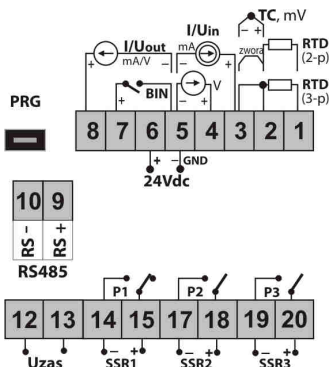 TC, mV
− +
I/Uout
mA/V
+ −
I/Uin
mA
− +
zwora
RTD
(2-p)
BIN
+
V
− +
RTD
(3-p)
PRG
8 7 6 5 4 3 2 1
+ − GND
24Vdc
10 9
RS − RS +
RS485
P1 P2 P3
12 13 14 15 17 18 19 20
Uzas
− + SSR1
− + SSR2
− + SSR3